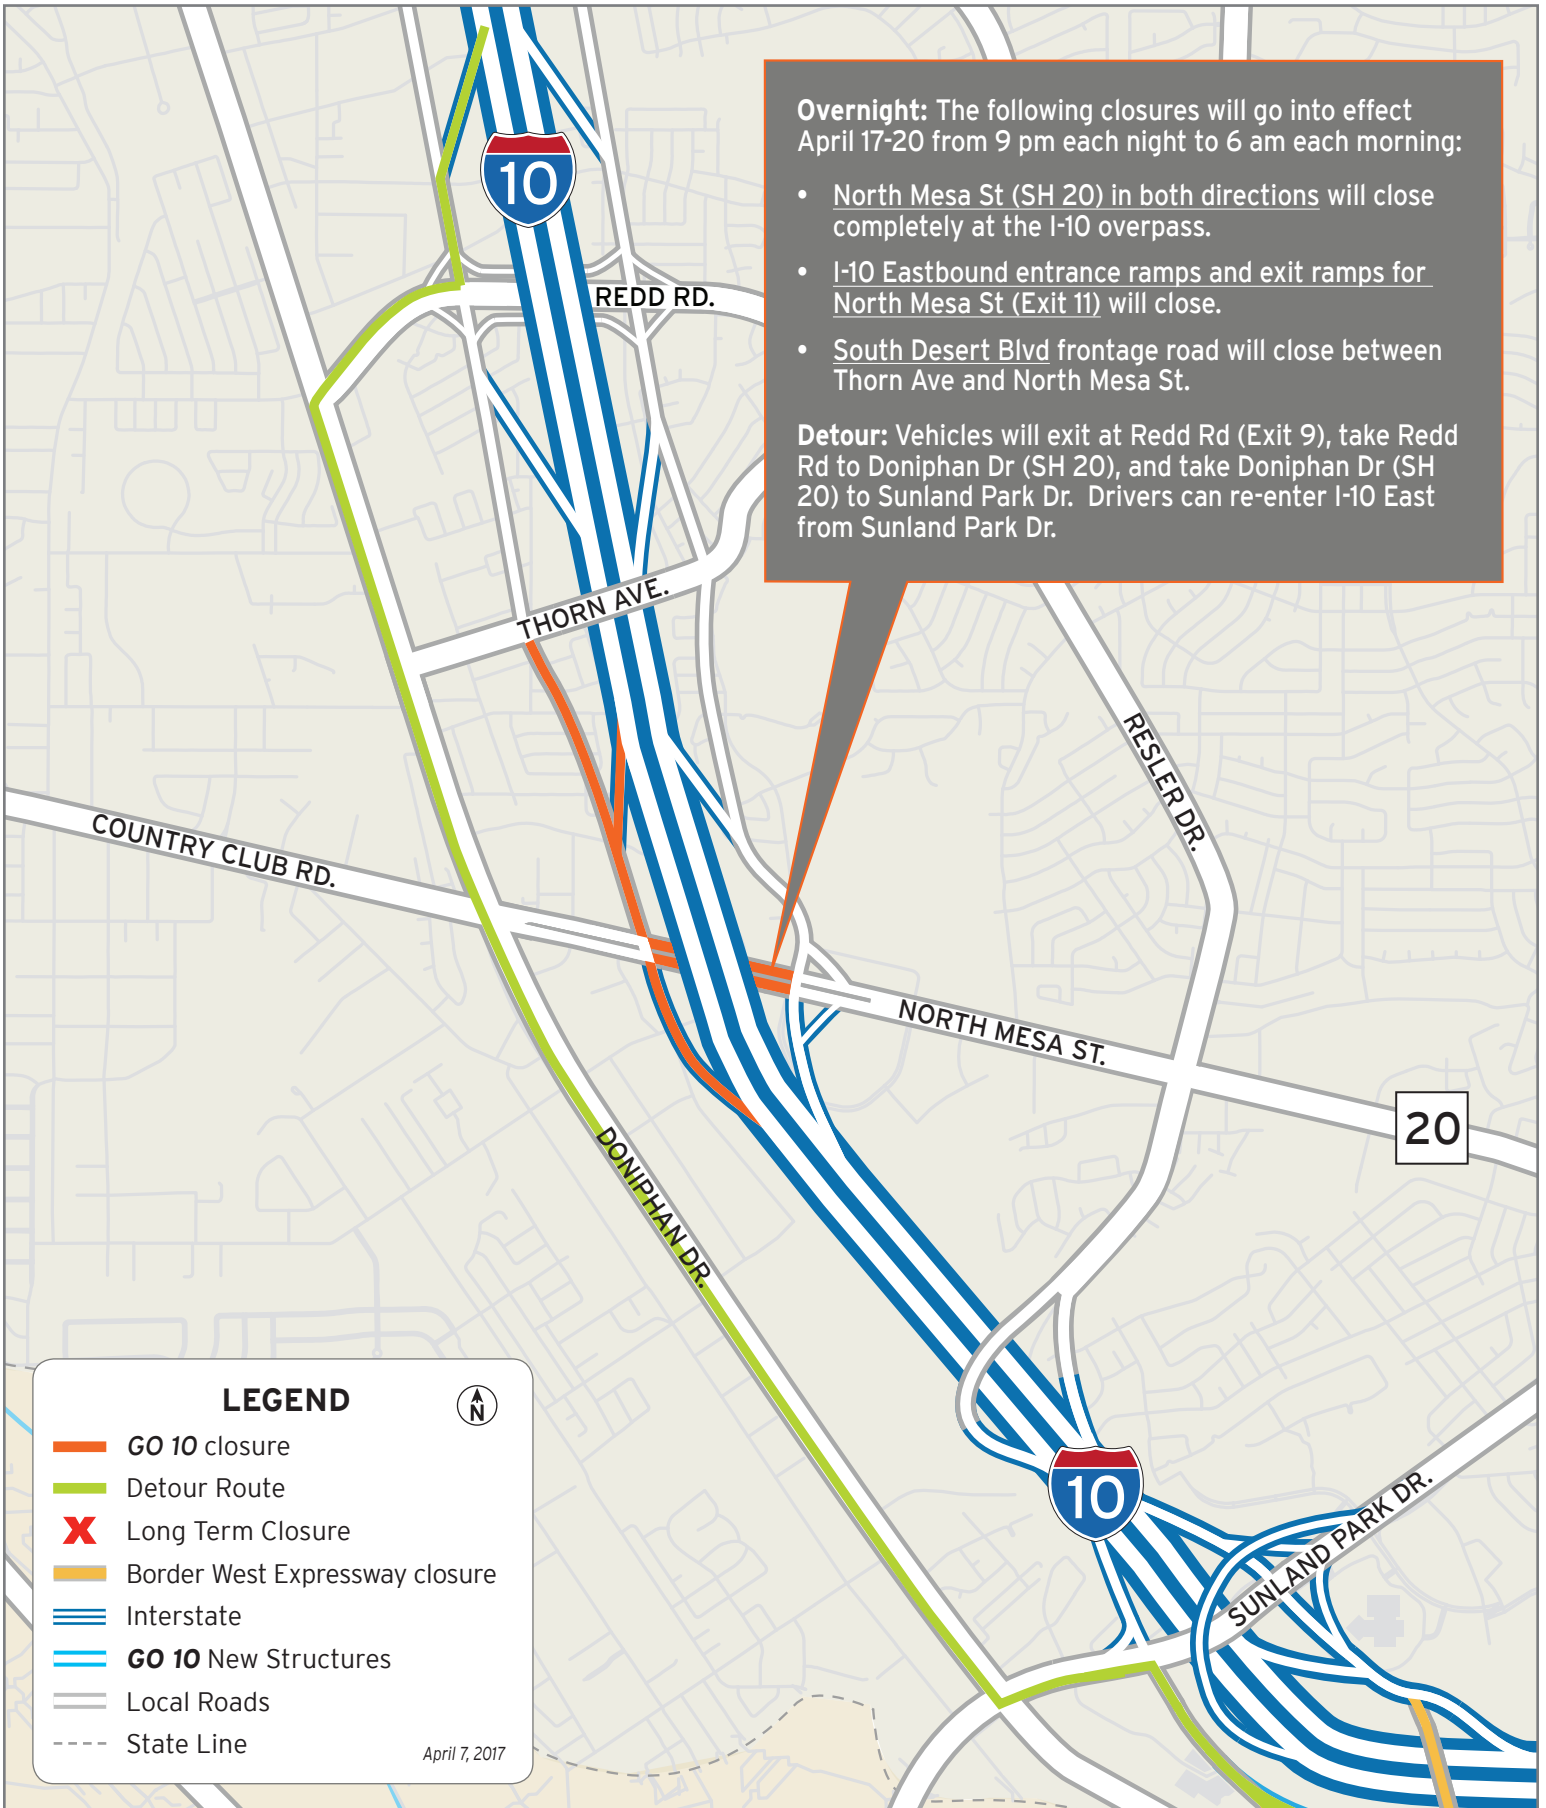 10
Overnight: The following closures will go into effect
April 17-20 from 9 pm each night to 6 am each morning:
• North Mesa St (SH 20) in both directions will close
completely at the I-10 overpass.
• I-10 Eastbound entrance ramps and exit ramps for
North Mesa St (Exit 11) will close.
• South Desert Blvd frontage road will close between
Thorn Ave and North Mesa St.
Detour: Vehicles will exit at Redd Rd (Exit 9), take Redd
Rd to Doniphan Dr (SH 20), and take Doniphan Dr (SH
20) to Sunland Park Dr. Drivers can re-enter I-10 East
from Sunland Park Dr.
REDD RD.
THORN AVE.
RESLER DR.
COUNTRY CLUB RD.
NORTH MESA ST.
20
DONIPHAN DR.
10
SUNLAND PARK DR.
LEGEND
N
GO 10 closure
Detour Route
X Long Term Closure
Border West Expressway closure
Interstate
GO 10 New Structures
Local Roads
State Line
April 7, 2017